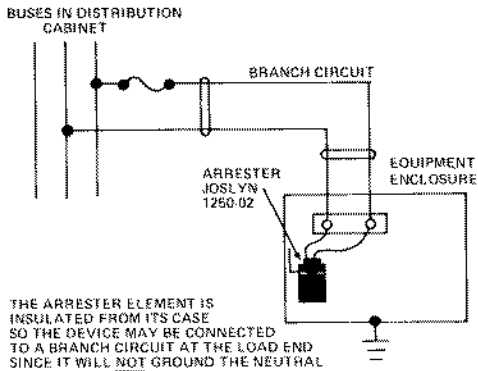 BUSES IN DISTRIBUTION
CABINET
BRANCH CIRCUIT
ARRESTER
JOSLYN
1250-02
EQUIPMENT
ENCLOSURE
THE ARRESTER ELEMENT IS
INSULATED FROM ITS CASE
SO THE DEVICE MAY BE CONNECTED
TO A BRANCH CIRCUIT AT THE LOAD END
SINCE IT WILL NOT GROUND THE NEUTRAL